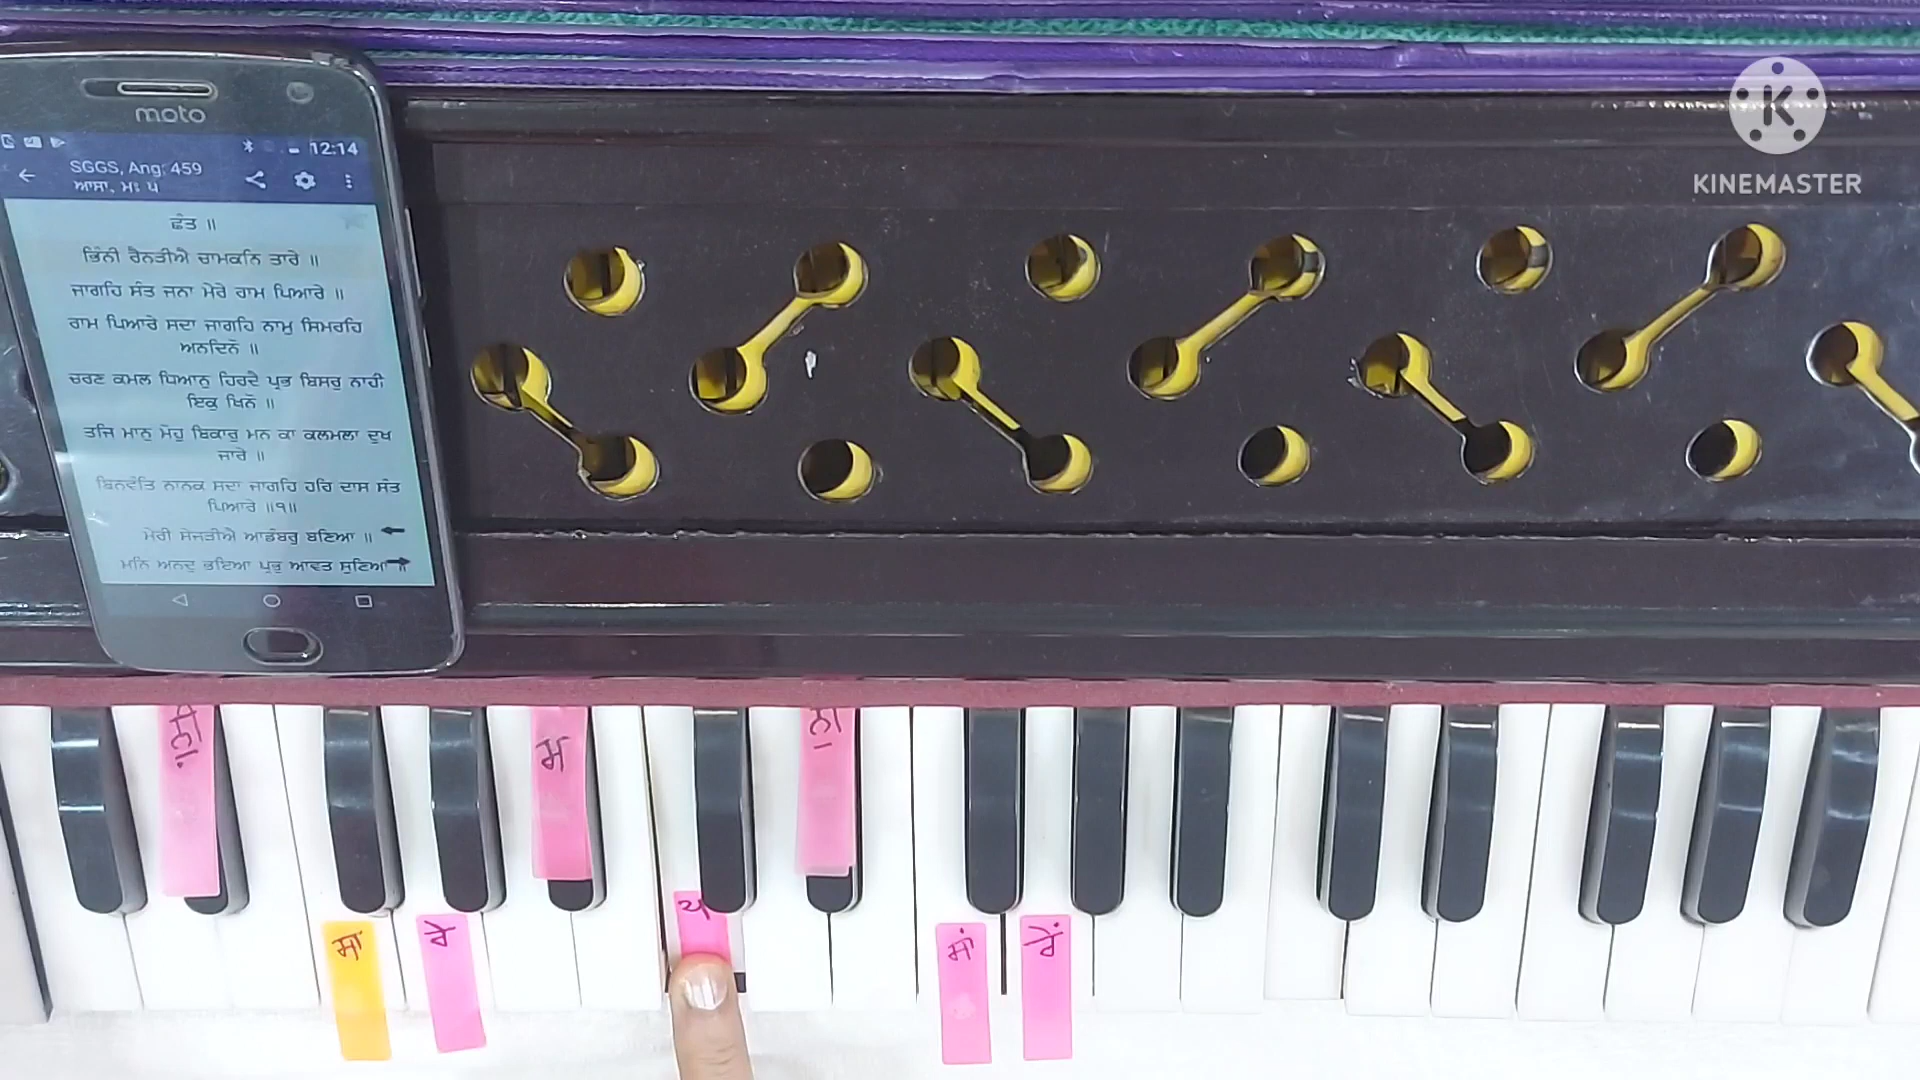 moto
12:14
SGGS, Ang: 459
ਆਸਾ, ਮਃ ੫
ਛੰਤ ॥
ਭਿੰਨੀ ਰੈਨੜੀਐ ਚਾਮਕਨਿ ਤਾਰੇ ॥
ਜਾਗਹਿ ਸੰਤ ਜਨਾ ਮੇਰੇ ਰਾਮ ਪਿਆਰੇ ॥
ਰਾਮ ਪਿਆਰੇ ਸਦਾ ਜਾਗਹਿ ਨਾਮੁ ਸਿਮਰਹਿ
ਅਨਦਿਨੋ ॥
ਚਰਣ ਕਮਲ ਧਿਆਨੁ ਹਿਰਦੈ ਪ੍ਰਭ ਬਿਸਰੁ ਨਾਹੀ
ਇਕੁ ਖਿਨੋ ॥
ਤਜਿ ਮਾਨੁ ਮੋਹੁ ਬਿਕਾਰੁ ਮਨ ਕਾ ਕਲਮਲਾ ਦੁਖ
ਜਾਰੇ ॥
ਬਿਨਵੰਤਿ ਨਾਨਕ ਸਦਾ ਜਾਗਹਿ ਹਰਿ ਦਾਸ ਸੰਤ
ਪਿਆਰੇ ॥੧॥
ਮੇਰੀ ਸੇਜੜੀਐ ਆਡੰਬਰੁ ਬਣਿਆ ॥
ਮਨਿ ਅਨਦੁ ਭਇਆ ਪ੍ਰਭੁ ਆਵਤ ਸੁਣਿਆ ॥
K
KINEMASTER
ਨੀ਼ ਮ ਨੀ
ਸਾ ਰੇ ਪ ਸਾਂ ਰੇਂ